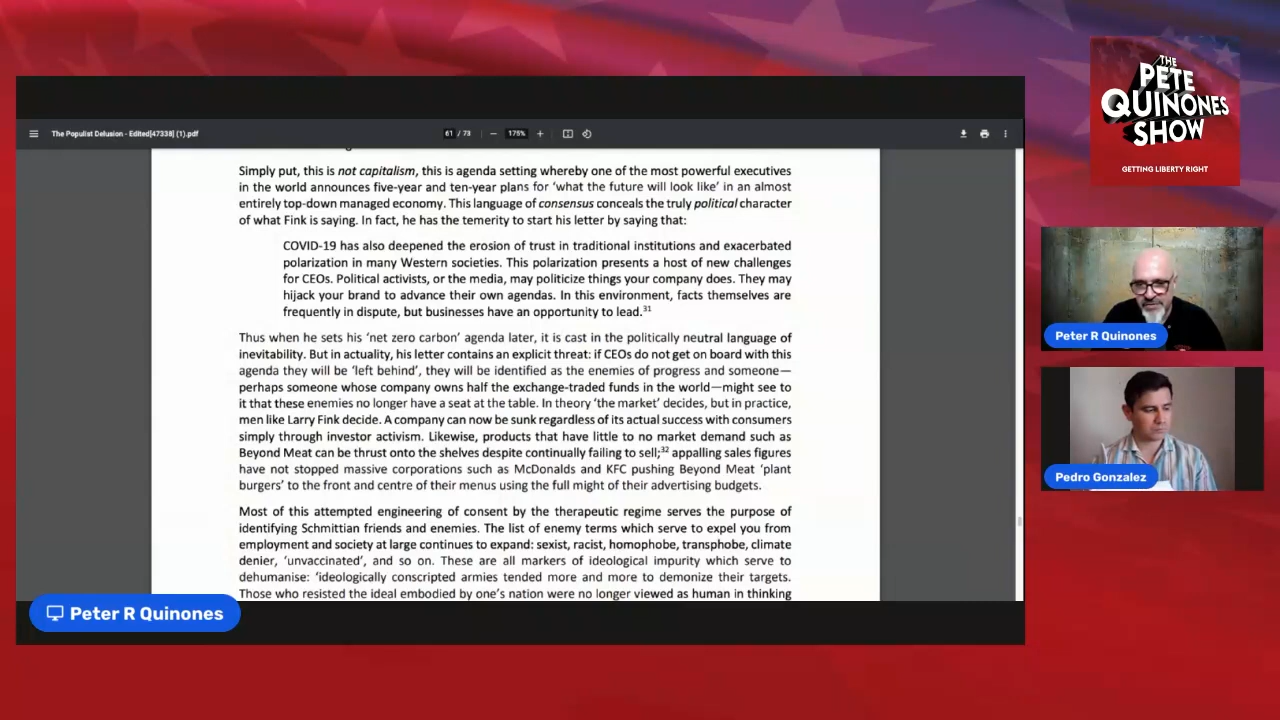 The Populist Delusion - Edited[47338] (1).pdf
61 / 73
175%
Simply put, this is not capitalism, this is agenda setting whereby one of the most powerful executives
in the world announces five-year and ten-year plans for 'what the future will look like' in an almost
entirely top-down managed economy. This language of consensus conceals the truly political character
of what Fink is saying. In fact, he has the temerity to start his letter by saying that:
COVID-19 has also deepened the erosion of trust in traditional institutions and exacerbated
polarization in many Western societies. This polarization presents a host of new challenges
for CEOs. Political activists, or the media, may politicize things your company does. They may
hijack your brand to advance their own agendas. In this environment, facts themselves are
frequently in dispute, but businesses have an opportunity to lead.31
Thus when he sets his 'net zero carbon' agenda later, it is cast in the politically neutral language of
inevitability. But in actuality, his letter contains an explicit threat: if CEOs do not get on board with this
agenda they will be 'left behind', they will be identified as the enemies of progress and someone—
perhaps someone whose company owns half the exchange-traded funds in the world—might see to
it that these enemies no longer have a seat at the table. In theory 'the market' decides, but in practice,
men like Larry Fink decide. A company can now be sunk regardless of its actual success with consumers
simply through investor activism. Likewise, products that have little to no market demand such as
Beyond Meat can be thrust onto the shelves despite continually failing to sell;32 appalling sales figures
have not stopped massive corporations such as McDonalds and KFC pushing Beyond Meat 'plant
burgers' to the front and centre of their menus using the full might of their advertising budgets.
Most of this attempted engineering of consent by the therapeutic regime serves the purpose of
identifying Schmittian friends and enemies. The list of enemy terms which serve to expel you from
employment and society at large continues to expand: sexist, racist, homophobe, transphobe, climate
denier, 'unvaccinated', and so on. These are all markers of ideological impurity which serve to
dehumanise: 'ideologically conscripted armies tended more and more to demonize their targets.
Those who resisted the ideal embodied by one's nation were no longer viewed as human in thinking
Peter R Quinones
THE
PETE
QUINONES
SHOW
GETTING LIBERTY RIGHT
Peter R Quinones
Pedro Gonzalez